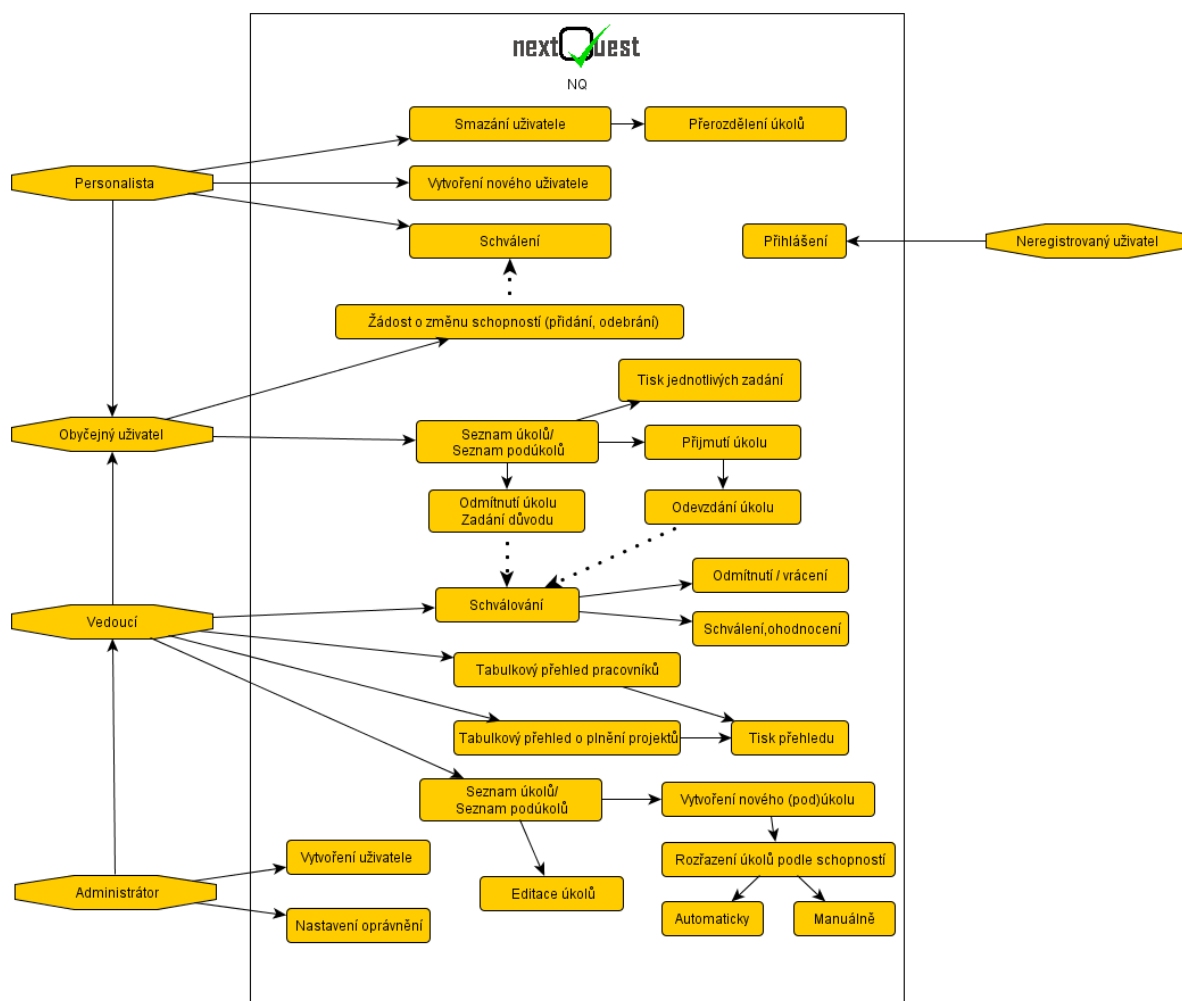 nextQuest
NQ
Smazání uživatele
Přerozdělení úkolů
Personalista
Vytvoření nového uživatele
Schválení
Přihlášení
Neregistrovaný uživatel
Žádost o změnu schopností (přidání, odebrání)
Tisk jednotlivých zadání
Obyčejný uživatel
Seznam úkolů/
Seznam podúkolů
Přijmutí úkolu
Odmítnutí úkolu
Zadání důvodu
Odevzdání úkolu
Odmítnutí / vrácení
Schválování
Vedoucí
Schválení,ohodnocení
Tabulkový přehled pracovníků
Tabulkový přehled o plnění projektů
Tisk přehledu
Seznam úkolů/
Seznam podúkolů
Vytvoření nového (pod)úkolu
Vytvoření uživatele
Rozřazení úkolů podle schopností
Administrátor
Editace úkolů
Automaticky
Manuálně
Nastavení oprávnění